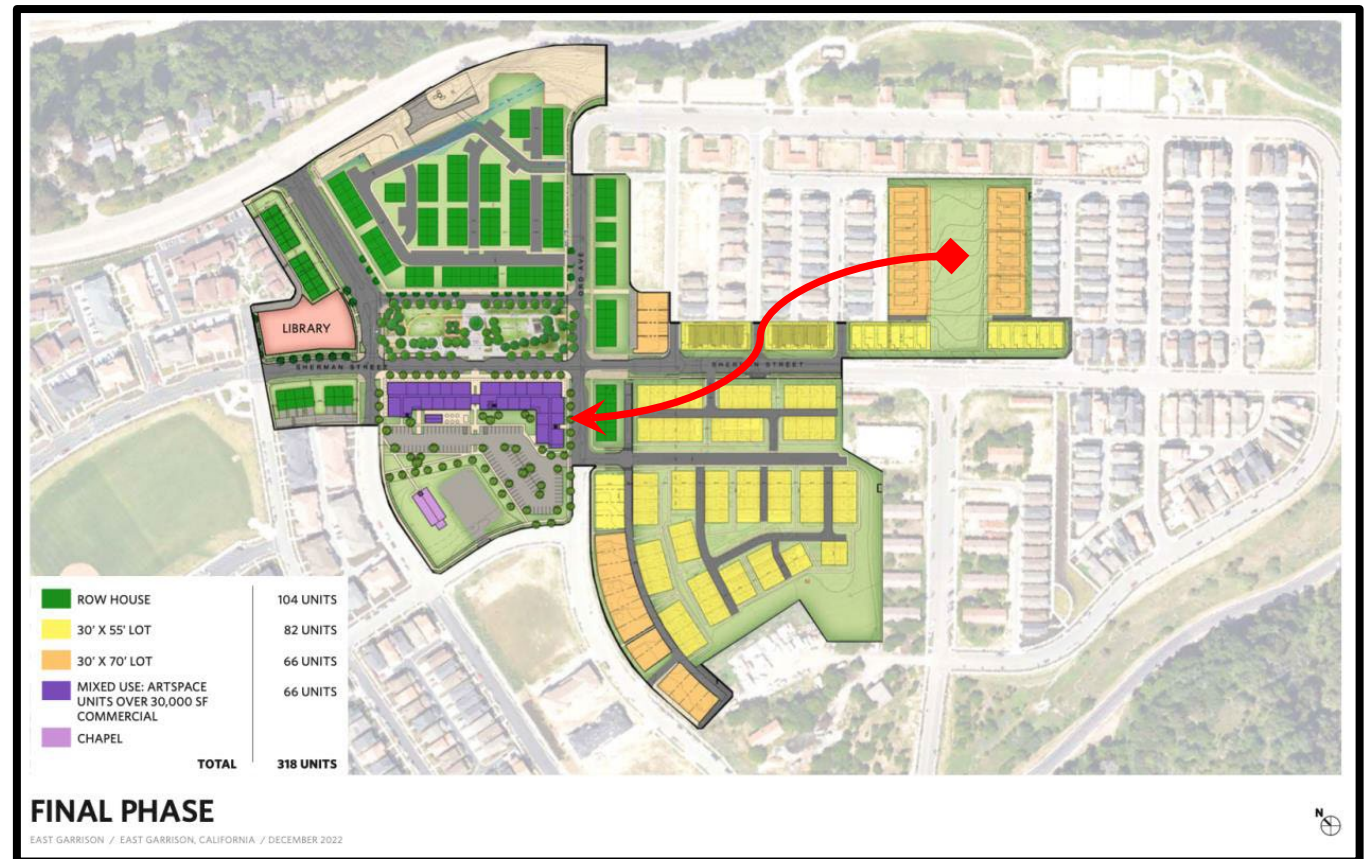 ORD AVE
LIBRARY
SHERMAN STREET
SHERMAN STREET
ROW HOUSE 104 UNITS
30' X 55' LOT 82 UNITS
30' X 70' LOT 66 UNITS
MIXED USE: ARTSPACE 66 UNITS
UNITS OVER 30,000 SF
COMMERCIAL
CHAPEL
TOTAL 318 UNITS
FINAL PHASE
EAST GARRISON / EAST GARRISON, CALIFORNIA / DECEMBER 2022
N